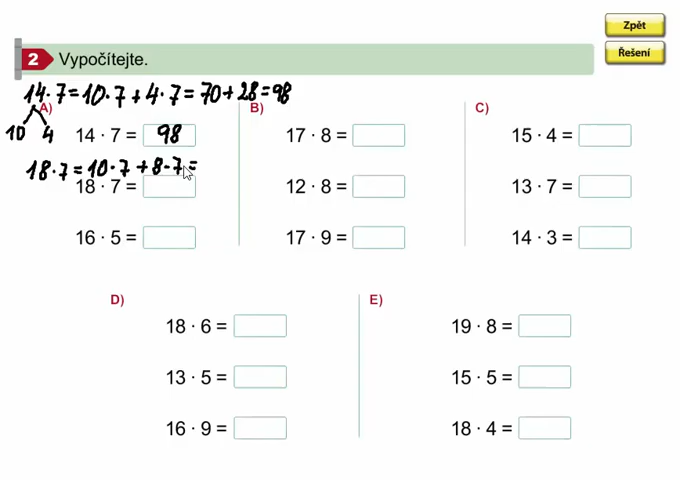 Zpět
2 Vypočítejte.
Řešení
14·7=10·7+4·7=70+28=98
A)
B)
C)
10 4
14 · 7 = 98
17 · 8 =
15 · 4 =
18·7=10·7+8·7=
18 · 7 =
12 · 8 =
13 · 7 =
16 · 5 =
17 · 9 =
14 · 3 =
D)
E)
18 · 6 =
19 · 8 =
13 · 5 =
15 · 5 =
16 · 9 =
18 · 4 =